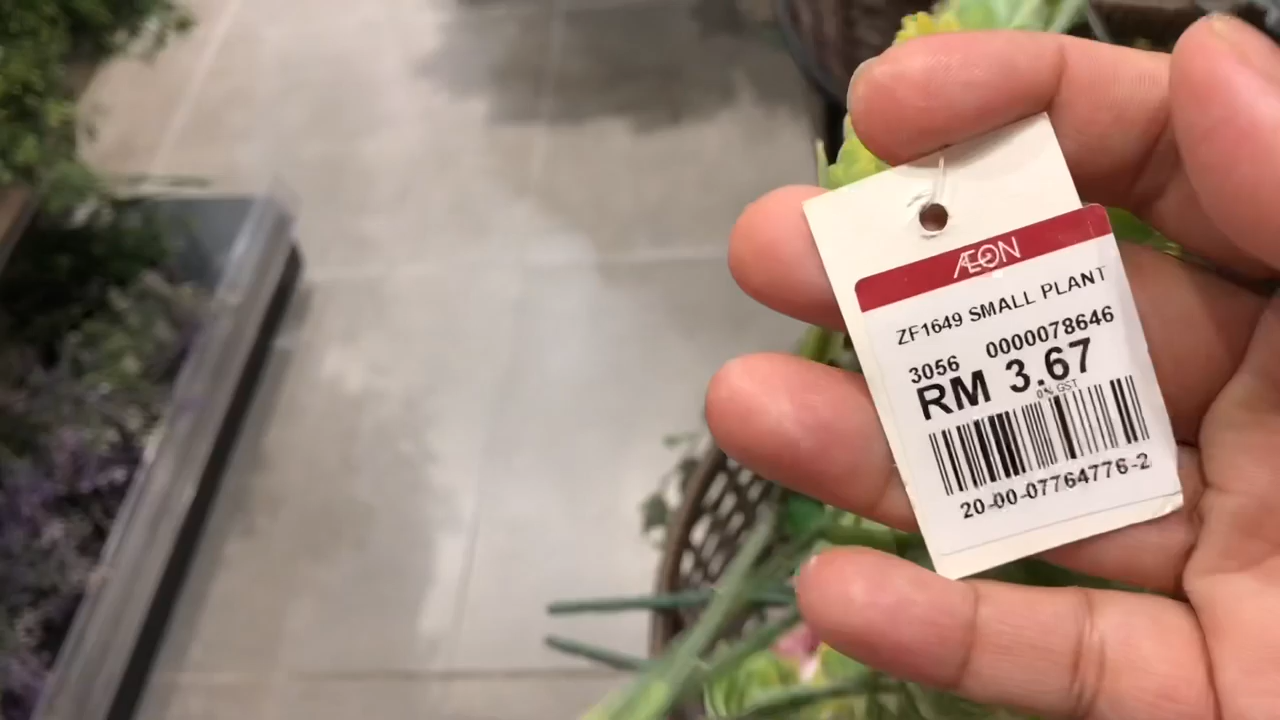 ÆON
ZF1649 SMALL PLANT
3056 0000078646
RM 3.67
0% GST
20-00-07764776-2